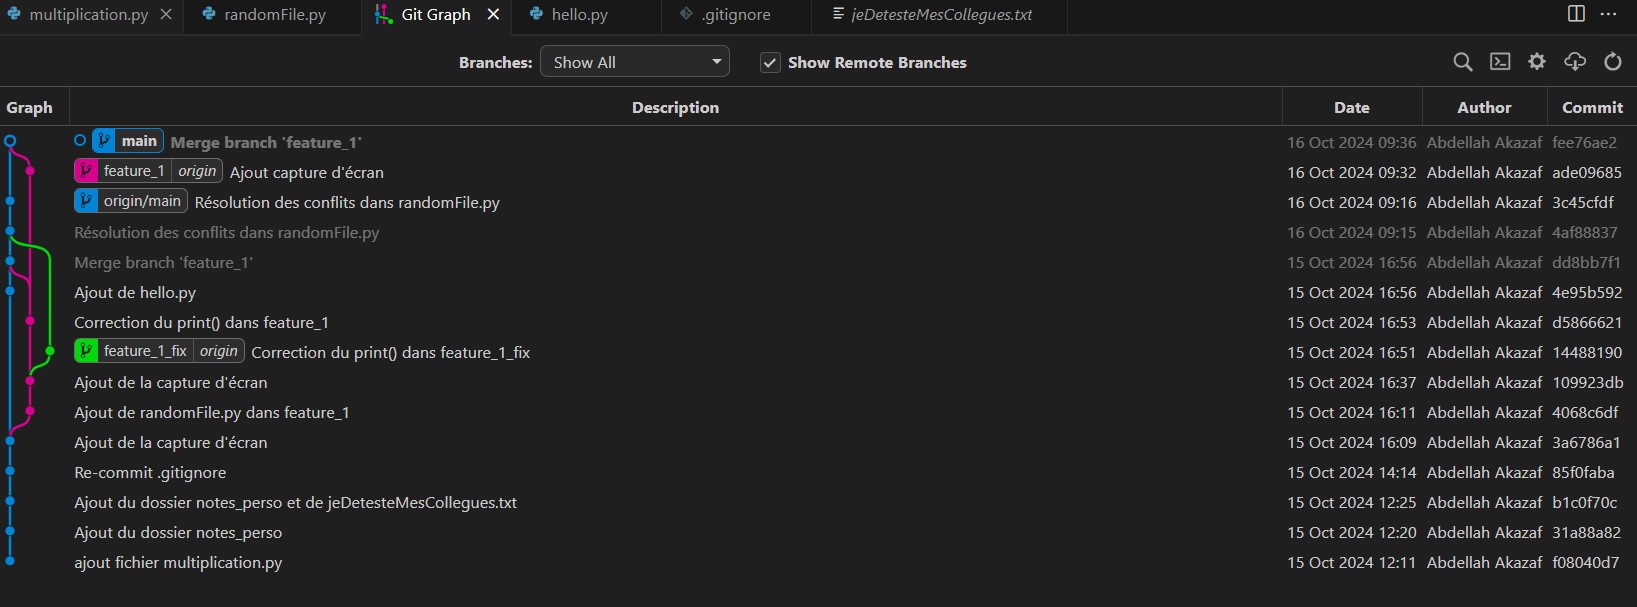 multiplication.py randomFile.py Git Graph hello.py .gitignore jeDetesteMesCollegues.txt
Branches: Show All Show Remote Branches
Graph Description Date Author Commit
main Merge branch 'feature_1' 16 Oct 2024 09:36 Abdellah Akazaf fee76ae2
feature_1 origin Ajout capture d'écran 16 Oct 2024 09:32 Abdellah Akazaf ade09685
origin/main Résolution des conflits dans randomFile.py 16 Oct 2024 09:16 Abdellah Akazaf 3c45cfdf
Résolution des conflits dans randomFile.py 16 Oct 2024 09:15 Abdellah Akazaf 4af88837
Merge branch 'feature_1' 15 Oct 2024 16:56 Abdellah Akazaf dd8bb7f1
Ajout de hello.py 15 Oct 2024 16:56 Abdellah Akazaf 4e95b592
Correction du print() dans feature_1 15 Oct 2024 16:53 Abdellah Akazaf d5866621
feature_1_fix origin Correction du print() dans feature_1_fix 15 Oct 2024 16:51 Abdellah Akazaf 14488190
Ajout de la capture d'écran 15 Oct 2024 16:37 Abdellah Akazaf 109923db
Ajout de randomFile.py dans feature_1 15 Oct 2024 16:11 Abdellah Akazaf 4068c6df
Ajout de la capture d'écran 15 Oct 2024 16:09 Abdellah Akazaf 3a6786a1
Re-commit .gitignore 15 Oct 2024 14:14 Abdellah Akazaf 85f0faba
Ajout du dossier notes_perso et de jeDetesteMesCollegues.txt 15 Oct 2024 12:25 Abdellah Akazaf b1c0f70c
Ajout du dossier notes_perso 15 Oct 2024 12:20 Abdellah Akazaf 31a88a82
ajout fichier multiplication.py 15 Oct 2024 12:11 Abdellah Akazaf f08040d7